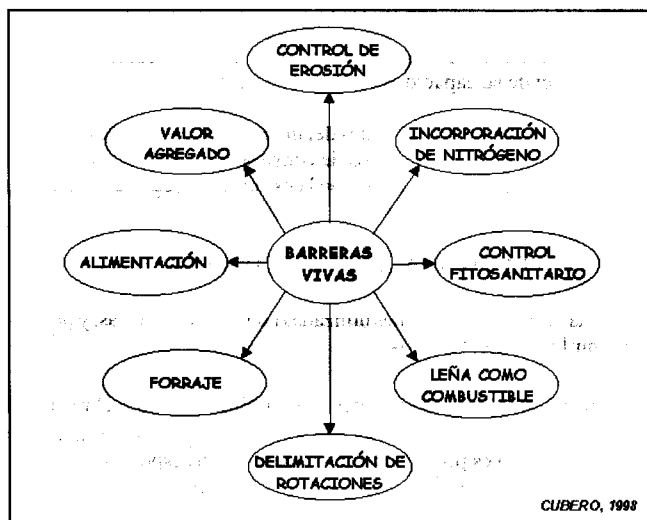 CONTROL DE
EROSIÓN
VALOR
AGREGADO
INCORPORACIÓN
DE NITRÓGENO
BARRERAS
VIVAS
ALIMENTACIÓN
CONTROL
FITOSANITARIO
FORRAJE
LEÑA COMO
COMBUSTIBLE
DELIMITACIÓN DE
ROTACIONES
CUBERO, 1998